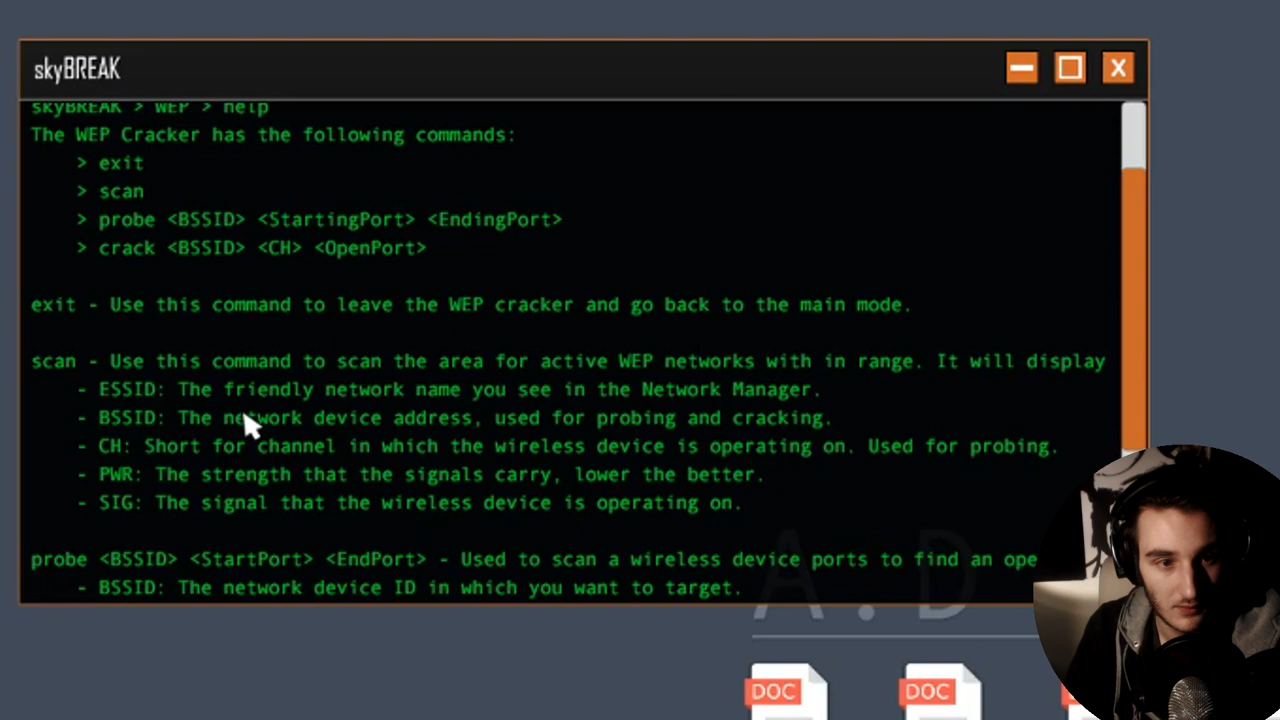 skyBREAK
skyBREAK > WEP > help
The WEP Cracker has the following commands:
> exit
> scan
> probe <BSSID> <StartingPort> <EndingPort>
> crack <BSSID> <CH> <OpenPort>
exit - Use this command to leave the WEP cracker and go back to the main mode.
scan - Use this command to scan the area for active WEP networks with in range. It will display
- ESSID: The friendly network name you see in the Network Manager.
- BSSID: The network device address, used for probing and cracking.
- CH: Short for channel in which the wireless device is operating on. Used for probing.
- PWR: The strength that the signals carry, lower the better.
- SIG: The signal that the wireless device is operating on.
probe <BSSID> <StartPort> <EndPort> - Used to scan a wireless device ports to find an ope
- BSSID: The network device ID in which you want to target.
A.D
DOC DOC